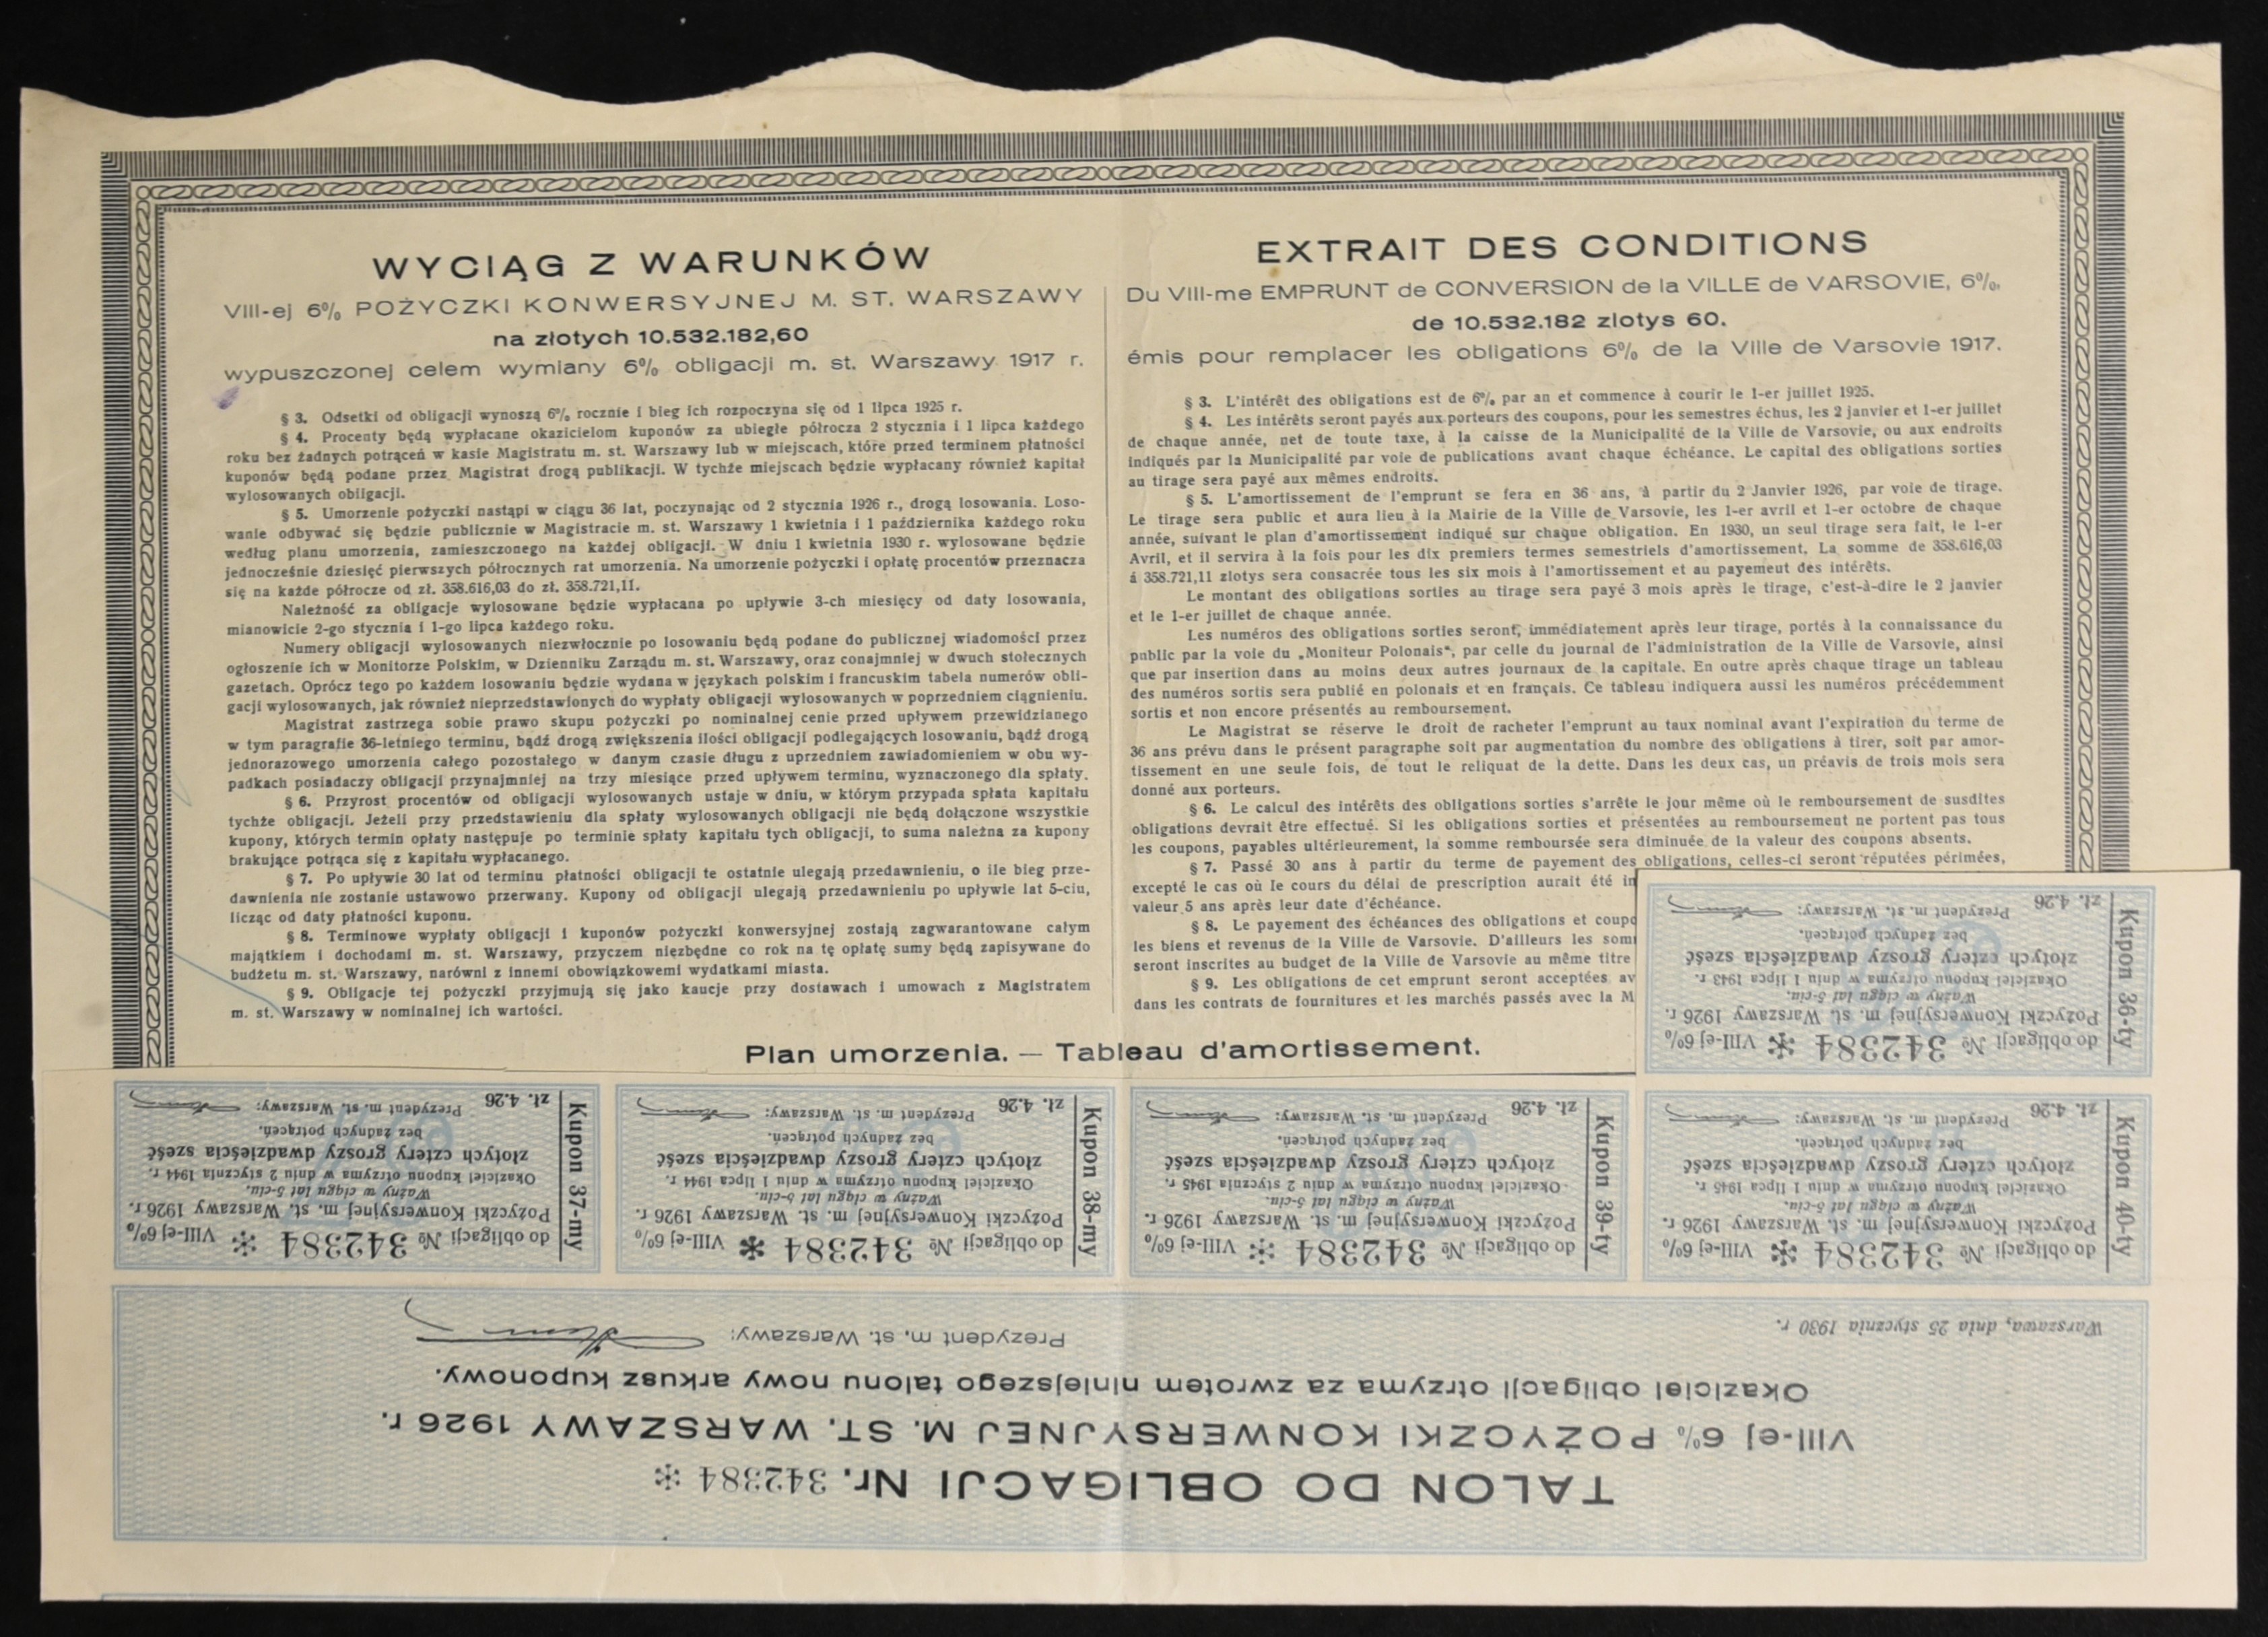 WYCIĄG Z WARUNKÓW
VIII-ej 6% POŻYCZKI KONWERSYJNEJ M. ST. WARSZAWY
na złotych 10.532.182,60
wypuszczonej celem wymiany 6% obligacji m. st. Warszawy 1917 r.
§ 3. Odsetki od obligacji wynoszą 6% rocznie i bieg ich rozpoczyna się od 1 lipca 1925 r.
§ 4. Procenty będą wypłacane okazicielom kuponów za ubiegłe półrocza 2 stycznia i 1 lipca każdego
roku bez żadnych potrąceń w kasie Magistratu m. st. Warszawy lub w miejscach, które przed terminem płatności
kuponów będą podane przez Magistrat drogą publikacji. W tychże miejscach będzie wypłacany również kapitał
wylosowanych obligacji.
§ 5. Umorzenie pożyczki nastąpi w ciągu 36 lat, poczynając od 2 stycznia 1926 r., drogą losowania. Loso-
wanie odbywać się będzie publicznie w Magistracie m. st. Warszawy 1 kwietnia i 1 października każdego roku
według planu umorzenia, zamieszczonego na każdej obligacji. W dniu 1 kwietnia 1930 r. wylosowane będzie
jednocześnie dziesięć pierwszych półrocznych rat umorzenia. Na umorzenie pożyczki i opłatę procentów przeznacza
się na każde półrocze od zł. 358.616,03 do zł. 358.721,11.
Należność za obligacje wylosowane będzie wypłacana po upływie 3-ch miesięcy od daty losowania,
mianowicie 2-go stycznia i 1-go lipca każdego roku.
Numery obligacji wylosowanych niezwłocznie po losowaniu będą podane do publicznej wiadomości przez
ogłoszenie ich w Monitorze Polskim, w Dzienniku Zarządu m. st. Warszawy, oraz conajmniej w dwuch stołecznych
gazetach. Oprócz tego po każdem losowaniu będzie wydana w językach polskim i francuskim tabela numerów obli-
gacji wylosowanych, jak również nieprzedstawionych do wypłaty obligacji wylosowanych w poprzedniem ciągnieniu.
Magistrat zastrzega sobie prawo skupu pożyczki po nominalnej cenie przed upływem przewidzianego
w tym paragrafie 36-letniego terminu, bądź drogą zwiększenia ilości obligacji podlegających losowaniu, bądź drogą
jednorazowego umorzenia całego pozostałego w danym czasie długu z uprzedniem zawiadomieniem w obu wy-
padkach posiadaczy obligacji przynajmniej na trzy miesiące przed upływem terminu, wyznaczonego dla spłaty.
§ 6. Przyrost procentów od obligacji wylosowanych ustaje w dniu, w którym przypada spłata kapitału
tychże obligacji. Jeżeli przy przedstawieniu dla spłaty wylosowanych obligacji nie będą dołączone wszystkie
kupony, których termin opłaty następuje po terminie spłaty kapitału tych obligacji, to suma należna za kupony
brakujące potrąca się z kapitału wypłacanego.
§ 7. Po upływie 30 lat od terminu płatności obligacji te ostatnie ulegają przedawnieniu, o ile bieg prze-
dawnienia nie zostanie ustawowo przerwany. Kupony od obligacji ulegają przedawnieniu po upływie lat 5-ciu,
licząc od daty płatności kuponu.
§ 8. Terminowe wypłaty obligacji i kuponów pożyczki konwersyjnej zostają zagwarantowane całym
majątkiem i dochodami m. st. Warszawy, przyczem niezbędne co rok na tę opłatę sumy będą zapisywane do
budżetu m. st. Warszawy, narówni z innemi obowiązkowemi wydatkami miasta.
§ 9. Obligacje tej pożyczki przyjmują się jako kaucje przy dostawach i umowach z Magistratem
m. st. Warszawy w nominalnej ich wartości.
EXTRAIT DES CONDITIONS
Du VIII-me EMPRUNT de CONVERSION de la VILLE de VARSOVIE, 6%,
de 10.532.182 zlotys 60.
émis pour remplacer les obligations 6% de la Ville de Varsovie 1917.
§ 3. L'intérêt des obligations est de 6% par an et commence à courir le 1-er juillet 1925.
§ 4. Les intérêts seront payés aux porteurs des coupons, pour les semestres échus, les 2 janvier et 1-er juillet
de chaque année, net de toute taxe, à la caisse de la Municipalité de la Ville de Varsovie, ou aux endroits
indiqués par la Municipalité par voie de publications avant chaque échéance. Le capital des obligations sorties
au tirage sera payé aux mêmes endroits.
§ 5. L'amortissement de l'emprunt se fera en 36 ans, à partir du 2 Janvier 1926, par voie de tirage.
Le tirage sera public et aura lieu à la Mairie de la Ville de Varsovie, les 1-er avril et 1-er octobre de chaque
année, suivant le plan d'amortissement indiqué sur chaque obligation. En 1930, un seul tirage sera fait, le 1-er
Avril, et il servira à la fois pour les dix premiers termes semestriels d'amortissement. La somme de 358.616,03
á 358.721,11 zlotys sera consacrée tous les six mois à l'amortissement et au payemeut des intérêts.
Le montant des obligations sorties au tirage sera payé 3 mois après le tirage, c'est-à-dire le 2 janvier
et le 1-er juillet de chaque année.
Les numéros des obligations sorties seront, immédiatement après leur tirage, portés à la connaissance du
public par la voie du „Moniteur Polonais“, par celle du journal de l'administration de la Ville de Varsovie, ainsi
que par insertion dans au moins deux autres journaux de la capitale. En outre après chaque tirage un tableau
des numéros sortis sera publié en polonais et en français. Ce tableau indiquera aussi les numéros précédemment
sortis et non encore présentés au remboursement.
Le Magistrat se réserve le droit de racheter l'emprunt au taux nominal avant l'expiration du terme de
36 ans prévu dans le présent paragraphe soit par augmentation du nombre des obligations à tirer, soit par amor-
tissement en une seule fois, de tout le reliquat de la dette. Dans les deux cas, un préavis de trois mois sera
donné aux porteurs.
§ 6. Le calcul des intérêts des obligations sorties s'arrête le jour même où le remboursement de susdites
obligations devrait être effectué. Si les obligations sorties et présentées au remboursement ne portent pas tous
les coupons, payables ultérieurement, la somme remboursée sera diminuée de la valeur des coupons absents.
§ 7. Passé 30 ans à partir du terme de payement des obligations, celles-ci seront réputées périmées,
excepté le cas où le cours du délai de prescription aurait été in
valeur 5 ans après leur date d'échéance.
§ 8. Le payement des échéances des obligations et coupo
les biens et revenus de la Ville de Varsovie. D'ailleurs les som
seront inscrites au budget de la Ville de Varsovie au même titre
§ 9. Les obligations de cet emprunt seront acceptées av
dans les contrats de fournitures et les marchés passés avec la M
Plan umorzenia. — Tableau d'amortissement.
Kupon 36-ty
do obligacji № 342384 ✻ VIII-ej 6%
Pożyczki Konwersyjnej m. st. Warszawy 1926 r.
Ważny w ciągu lat 5-ciu.
Okaziciel kuponu otrzyma w dniu 1 lipca 1943 r.
złotych cztery groszy dwadzieścia sześć
bez żadnych potrąceń.
zł. 4.26 Prezydent m. st. Warszawy:
Kupon 37-my
do obligacji № 342384 ✻ VIII-ej 6%
Pożyczki Konwersyjnej m. st. Warszawy 1926 r.
Ważny w ciągu lat 5-ciu.
Okaziciel kuponu otrzyma w dniu 2 stycznia 1944 r.
złotych cztery groszy dwadzieścia sześć
bez żadnych potrąceń.
zł. 4.26 Prezydent m. st. Warszawy:
Kupon 38-my
do obligacji № 342384 ✻ VIII-ej 6%
Pożyczki Konwersyjnej m. st. Warszawy 1926 r.
Ważny w ciągu lat 5-ciu.
Okaziciel kuponu otrzyma w dniu 1 lipca 1944 r.
złotych cztery groszy dwadzieścia sześć
bez żadnych potrąceń.
zł. 4.26 Prezydent m. st. Warszawy:
Kupon 39-ty
do obligacji № 342384 ✻ VIII-ej 6%
Pożyczki Konwersyjnej m. st. Warszawy 1926 r.
Ważny w ciągu lat 5-ciu.
Okaziciel kuponu otrzyma w dniu 2 stycznia 1945 r.
złotych cztery groszy dwadzieścia sześć
bez żadnych potrąceń.
zł. 4.26 Prezydent m. st. Warszawy:
Kupon 40-ty
do obligacji № 342384 ✻ VIII-ej 6%
Pożyczki Konwersyjnej m. st. Warszawy 1926 r.
Ważny w ciągu lat 5-ciu.
Okaziciel kuponu otrzyma w dniu 1 lipca 1945 r.
złotych cztery groszy dwadzieścia sześć
bez żadnych potrąceń.
zł. 4.26 Prezydent m. st. Warszawy:
TALON DO OBLIGACJI Nr. 342384 ✻
VIII-ej 6% POŻYCZKI KONWERSYJNEJ M. ST. WARSZAWY 1926 r.
Okaziciel obligacji otrzyma za zwrotem niniejszego talonu nowy arkusz kuponowy.
Warszawa, dnia 25 stycznia 1930 r.
Prezydent m. st. Warszawy: